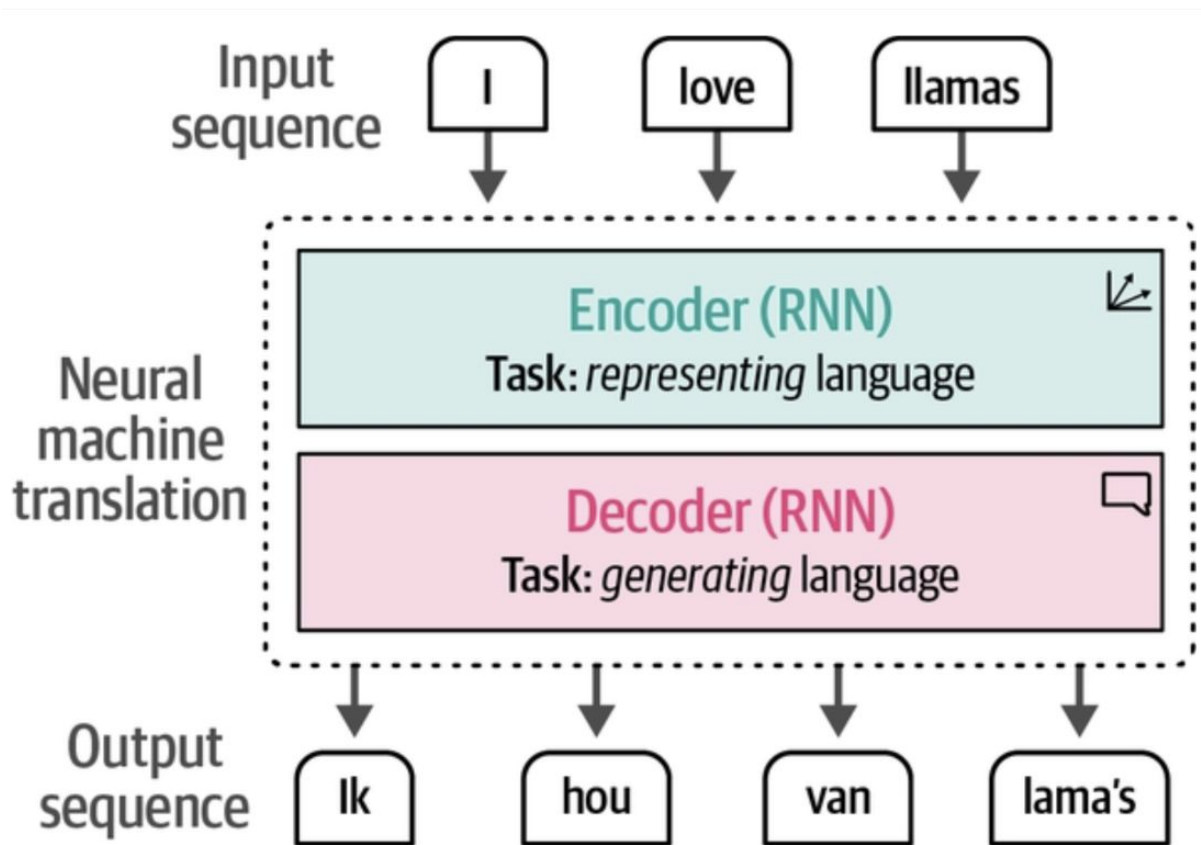 Input
sequence
I
love
llamas
Neural
machine
translation
Encoder (RNN)
Task: representing language
Decoder (RNN)
Task: generating language
Output
sequence
Ik
hou
van
lama's